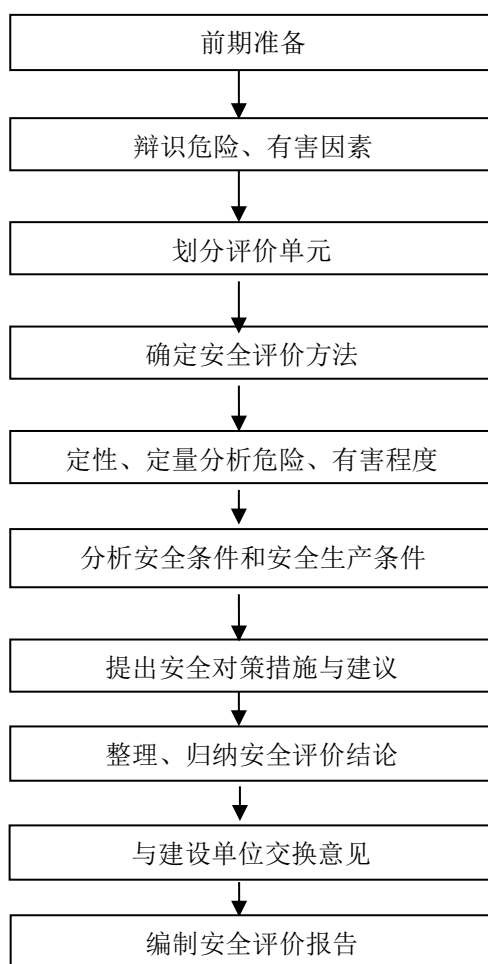 前期准备
辩识危险、有害因素
划分评价单元
确定安全评价方法
定性、定量分析危险、有害程度
分析安全条件和安全生产条件
提出安全对策措施与建议
整理、归纳安全评价结论
与建设单位交换意见
编制安全评价报告